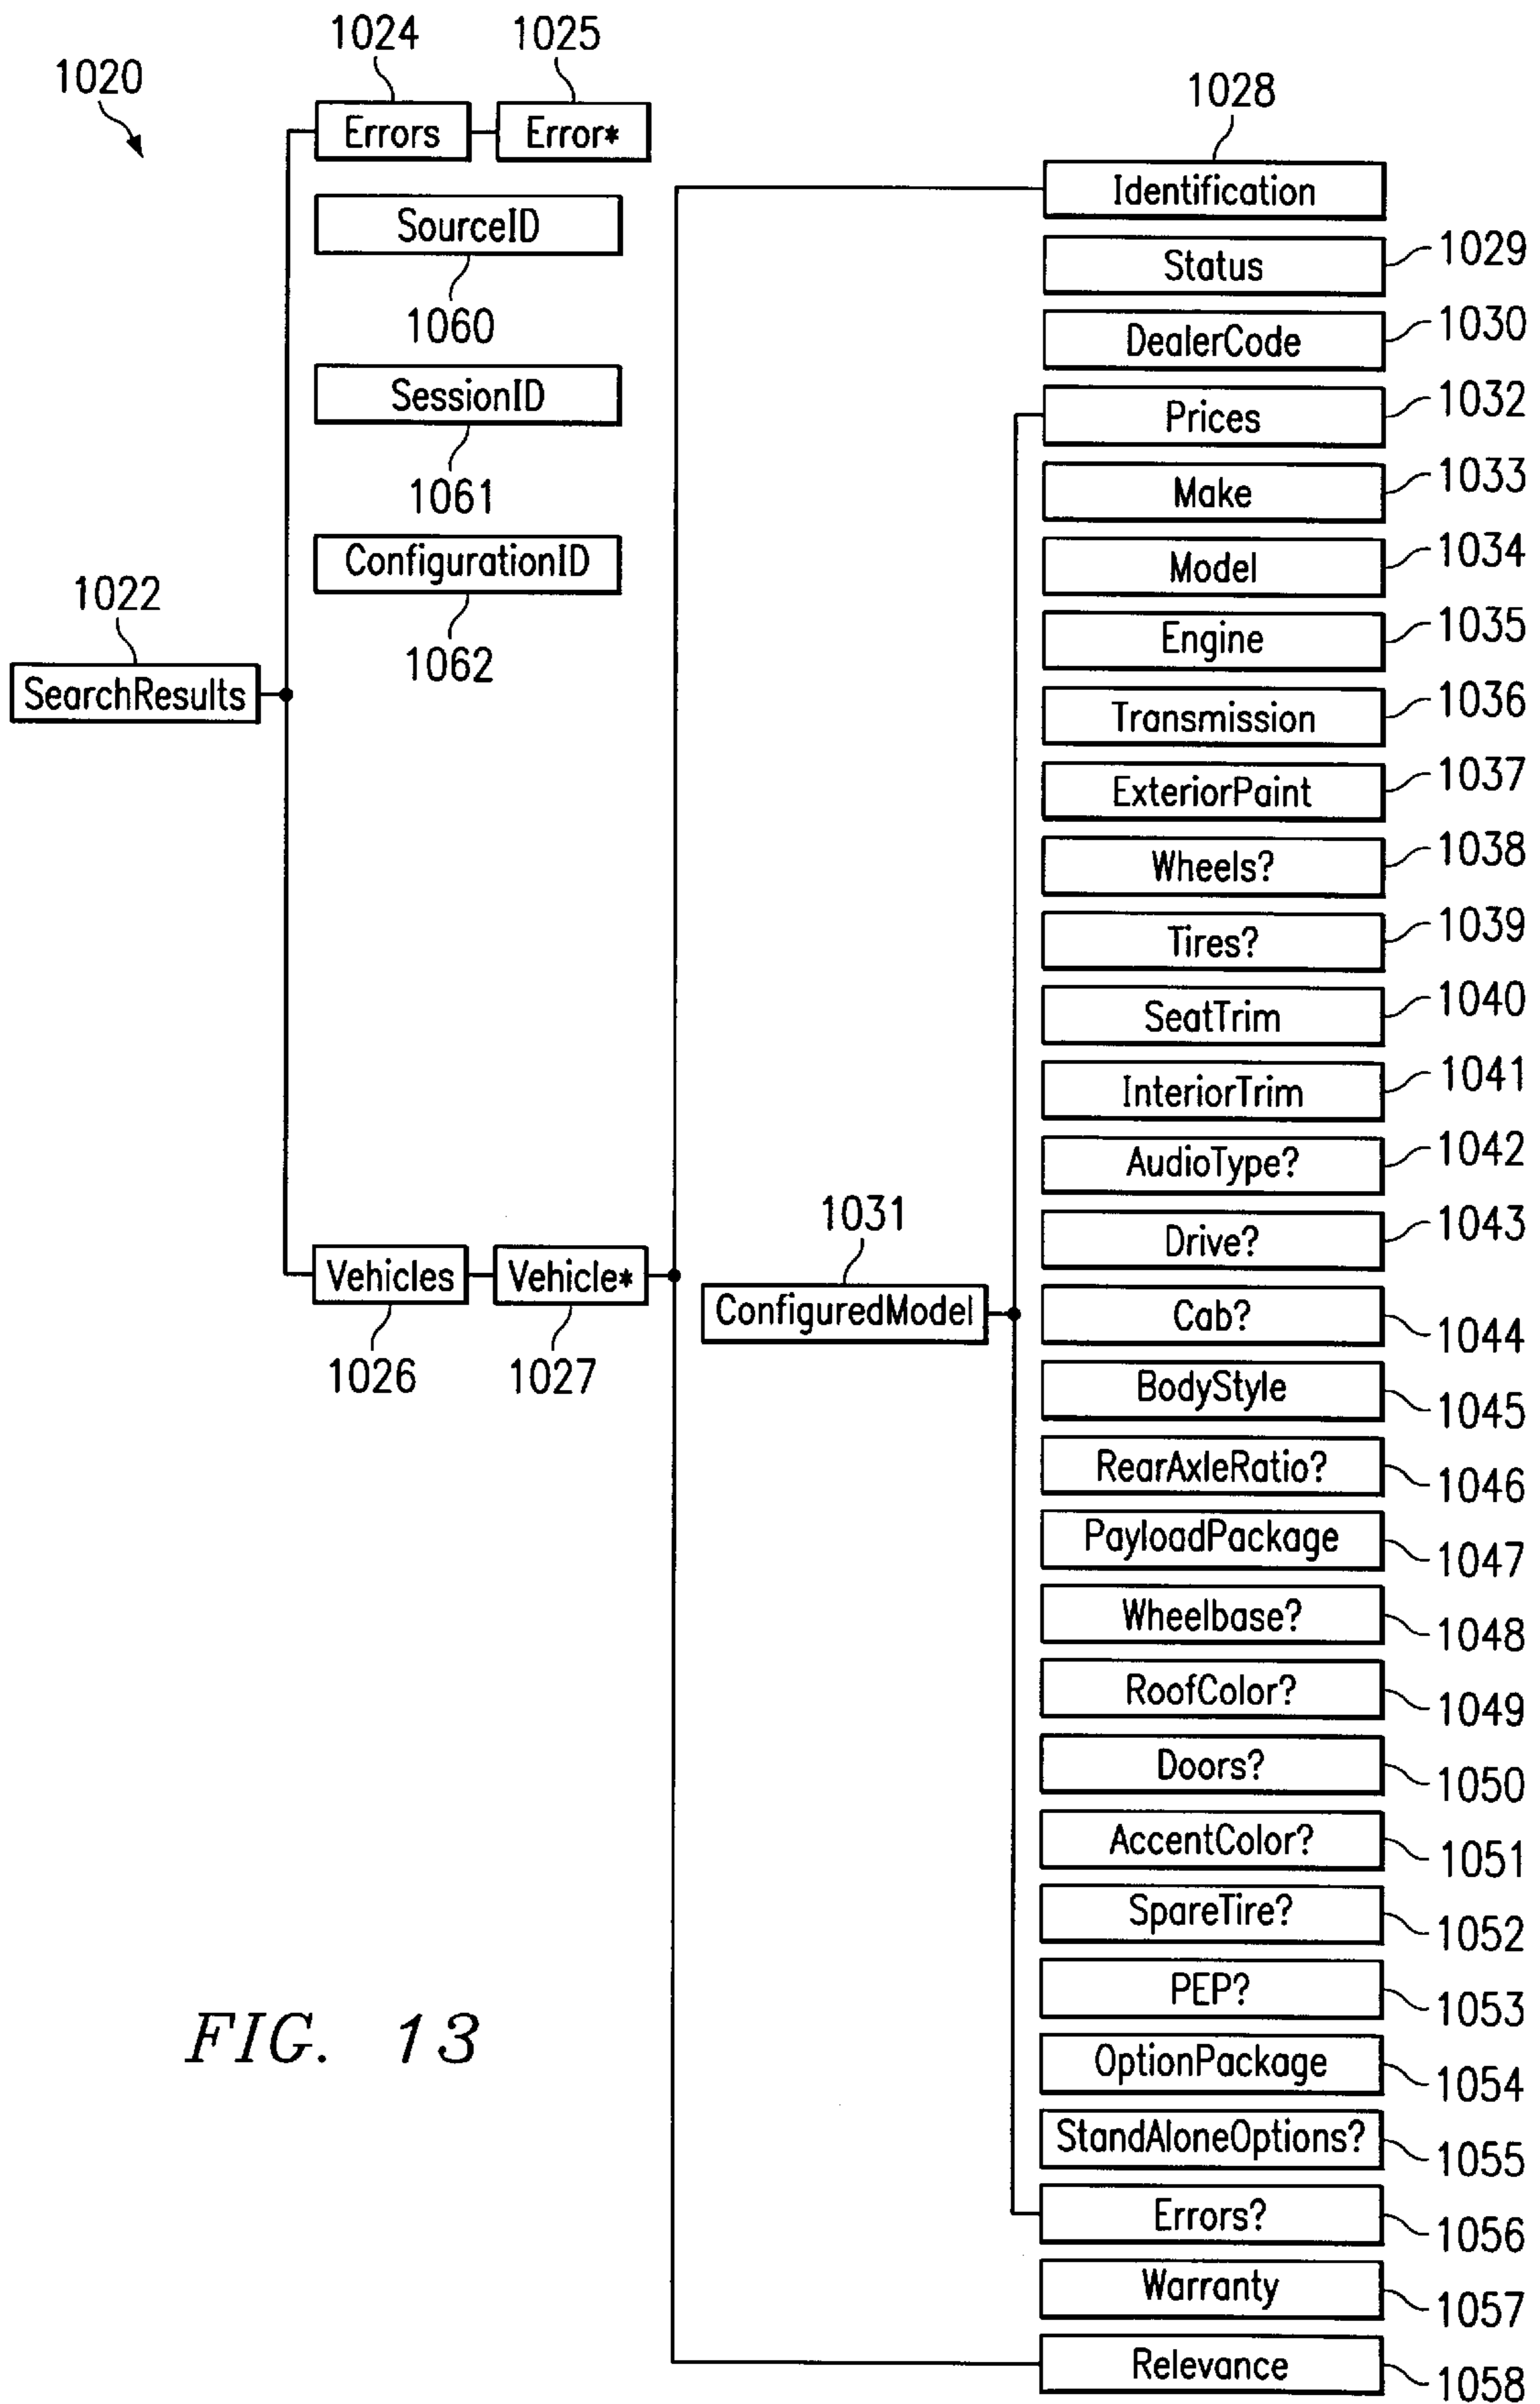 1020
1024
1025
Errors
Error*
SourceID
1060
SessionID
1061
ConfigurationID
1062
1022
SearchResults
Vehicles
Vehicle*
1026
1027
1031
ConfiguredModel
1028
Identification
Status 1029
DealerCode 1030
Prices 1032
Make 1033
Model 1034
Engine 1035
Transmission 1036
ExteriorPaint 1037
Wheels? 1038
Tires? 1039
SeatTrim 1040
InteriorTrim 1041
AudioType? 1042
Drive? 1043
Cab? 1044
BodyStyle 1045
RearAxleRatio? 1046
PayloadPackage 1047
Wheelbase? 1048
RoofColor? 1049
Doors? 1050
AccentColor? 1051
SpareTire? 1052
PEP? 1053
OptionPackage 1054
StandAloneOptions? 1055
Errors? 1056
Warranty 1057
Relevance 1058
FIG. 13